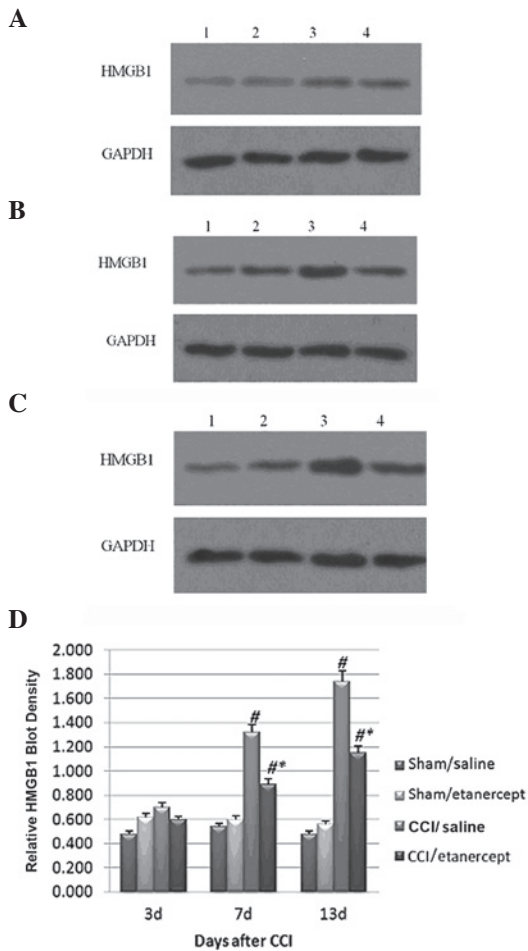 A
1 2 3 4
HMGB1
GAPDH
B
1 2 3 4
HMGB1
GAPDH
C
1 2 3 4
HMGB1
GAPDH
D
Relative HMGB1 Blot Density
2.000
1.800
1.600
1.400
1.200
1.000
0.800
0.600
0.400
0.200
0.000
#
#*
#
#*
3d 7d 13d
Days after CCI
Sham/saline
Sham/etanercept
CCI/saline
CCI/etanercept